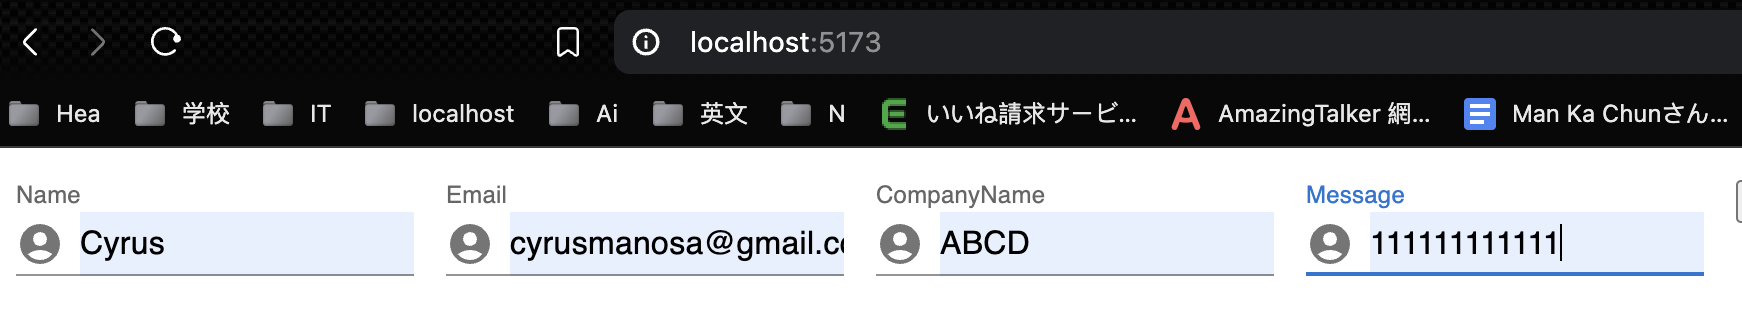 localhost:5173
Hea 学校 IT localhost Ai 英文 N いいね請求サービ... AmazingTalker 網... Man Ka Chunさん...
Name Email CompanyName Message
Cyrus cyrusmanosa@gmail.co ABCD 111111111111